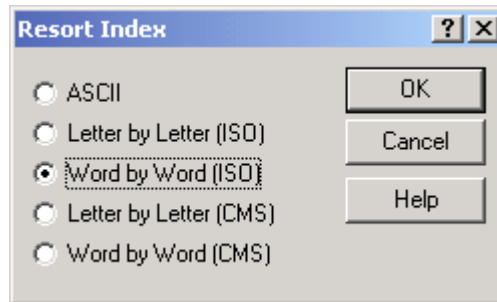 Resort Index
ASCII
Letter by Letter (ISO)
Word by Word (ISO)
Letter by Letter (CMS)
Word by Word (CMS)
OK
Cancel
Help